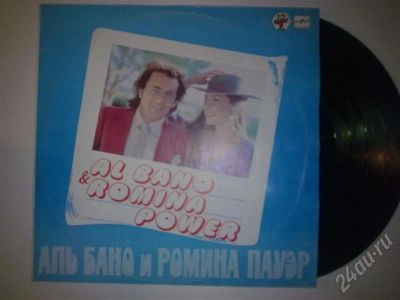 AL BANO
& ROMINA
POWER
АЛЬ БАНО и РОМИНА ПАУЭР
24au.ru